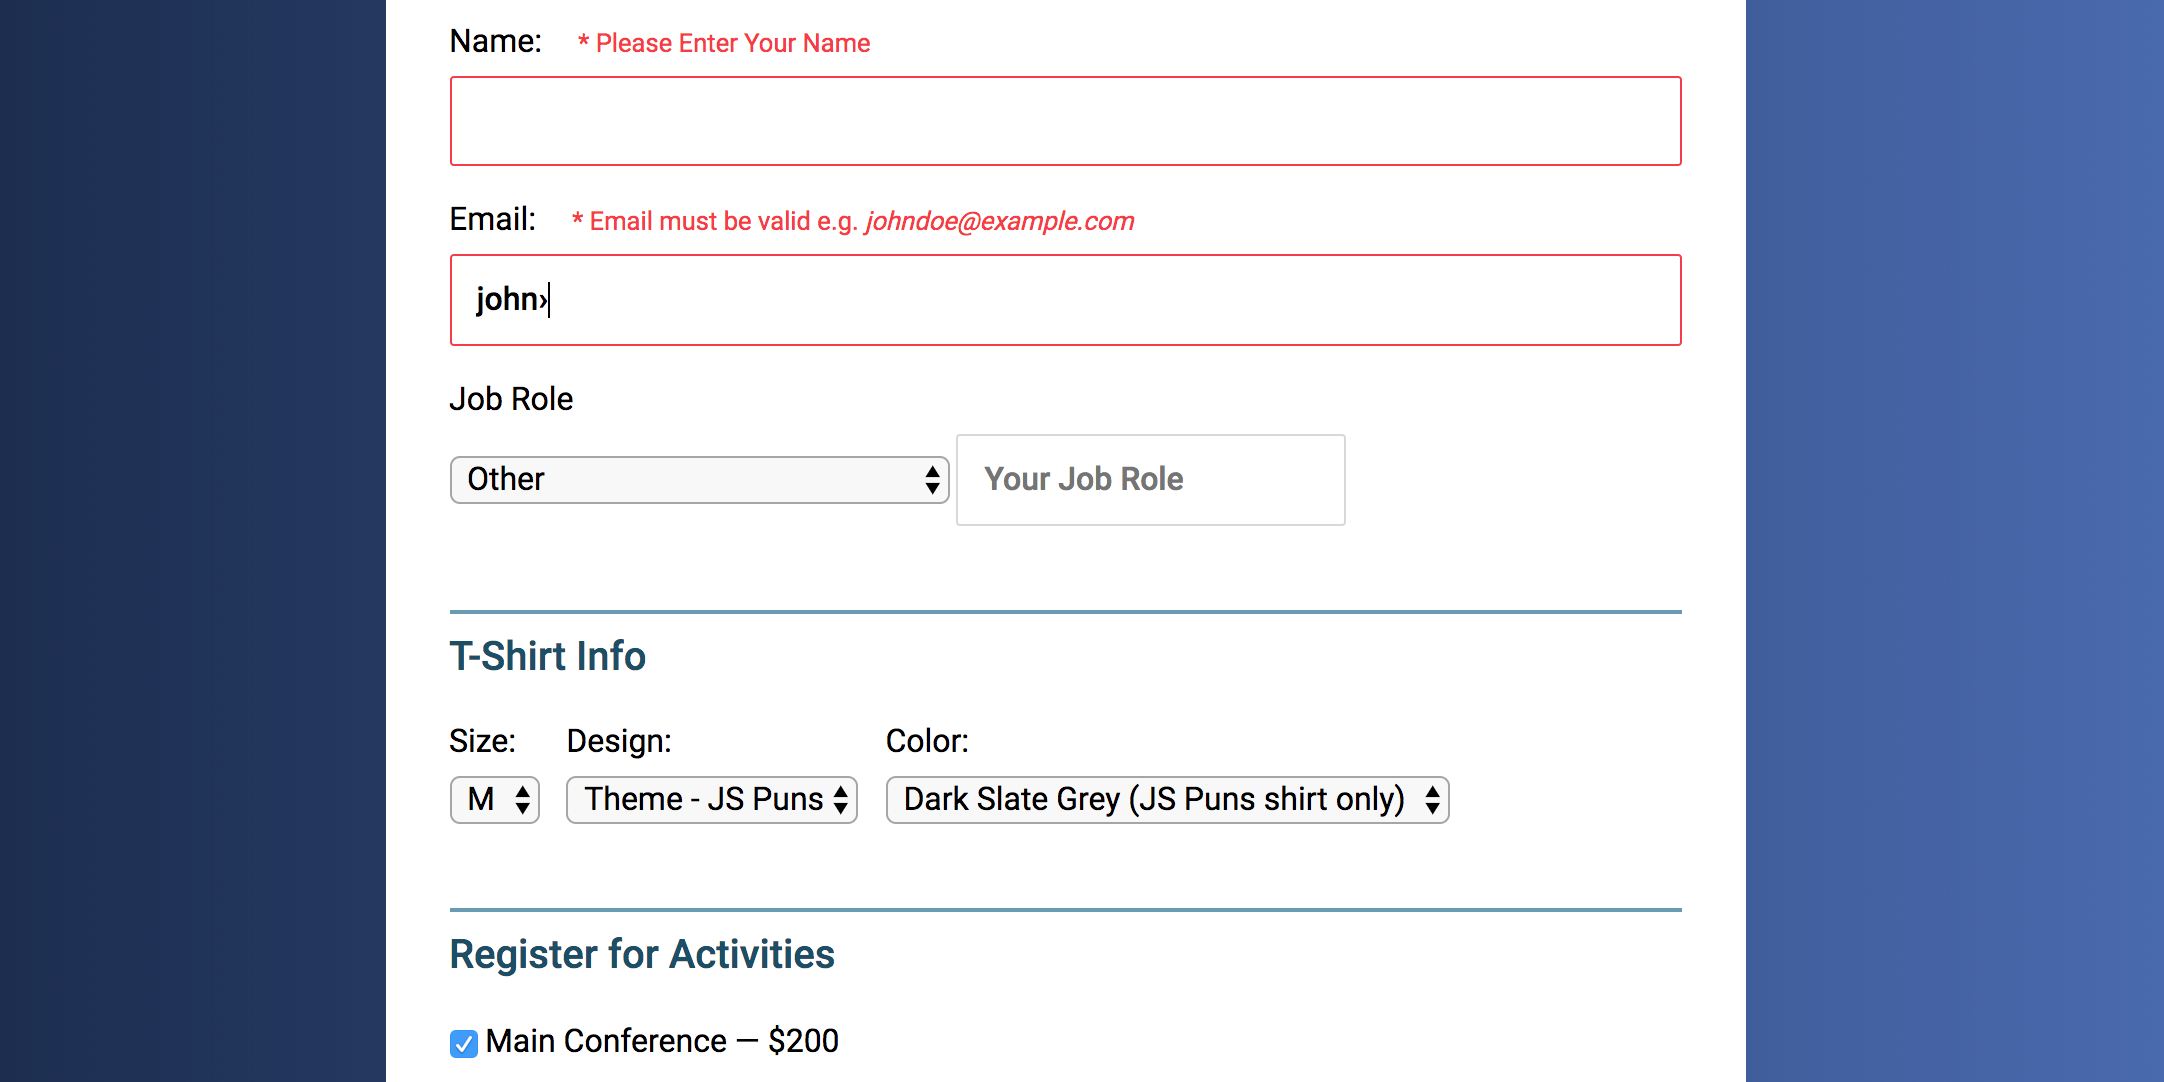 Name: * Please Enter Your Name
Email: * Email must be valid e.g. johndoe@example.com
john›
Job Role
Other Your Job Role
T-Shirt Info
Size: Design: Color:
M Theme - JS Puns Dark Slate Grey (JS Puns shirt only)
Register for Activities
Main Conference — $200